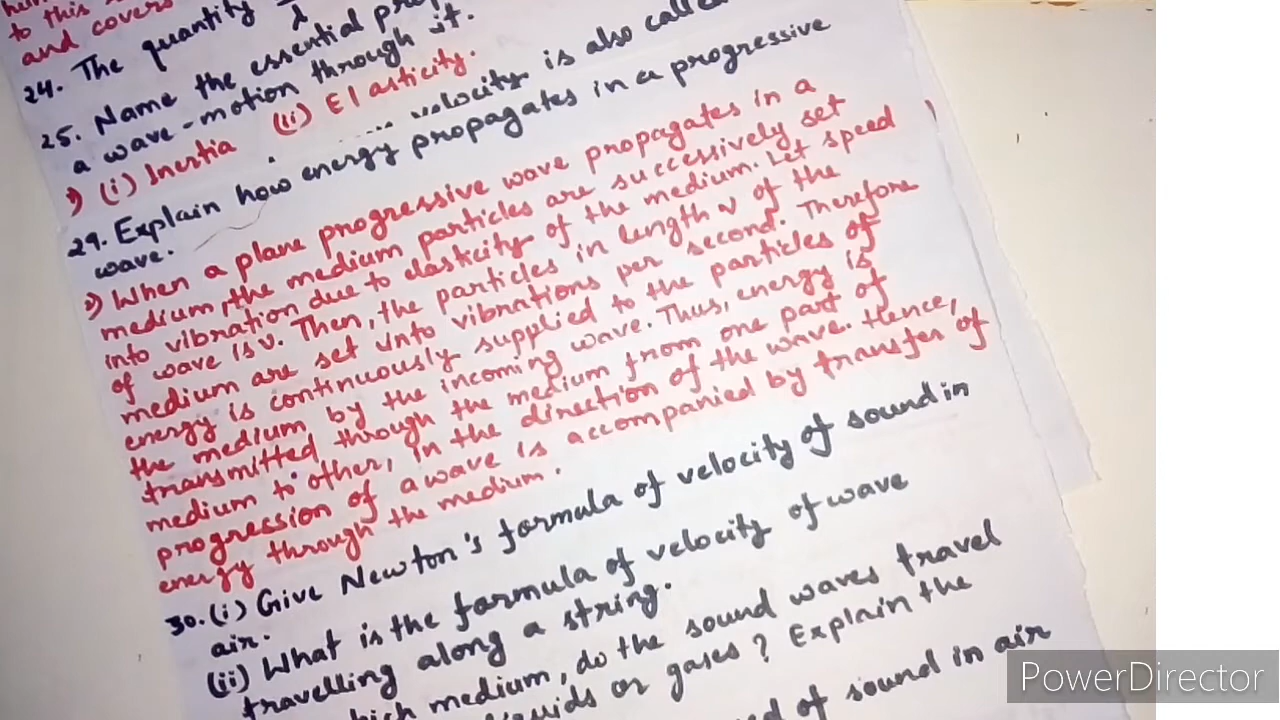 to this
and covers
24. The quantity
λ
25. Name the essential
a wave-motion through it.
⇒ (i) Inertia (ii) Elasticity.
velocity is also called
29. Explain how energy propagates in a progressive
wave.
⇒ When a plane progressive wave propagates in a
medium, the medium particles are successively set
into vibration due to elasticity of the medium. Let speed
of wave is v. Then, the particles in length v of the
medium are set into vibrations per second. Therefore
energy is continuously supplied to the particles of
the medium by the incoming wave. Thus, energy is
transmitted through the medium from one part of
medium to other, in the direction of the wave. Hence,
progression of a wave is accompanied by transfer of
energy through the medium.
30. (i) Give Newton's formula of velocity of sound in
air.
(ii) What is the formula of velocity of wave
travelling along a string.
medium, do the sound waves travel
or gases? Explain the
of sound in air
PowerDirector